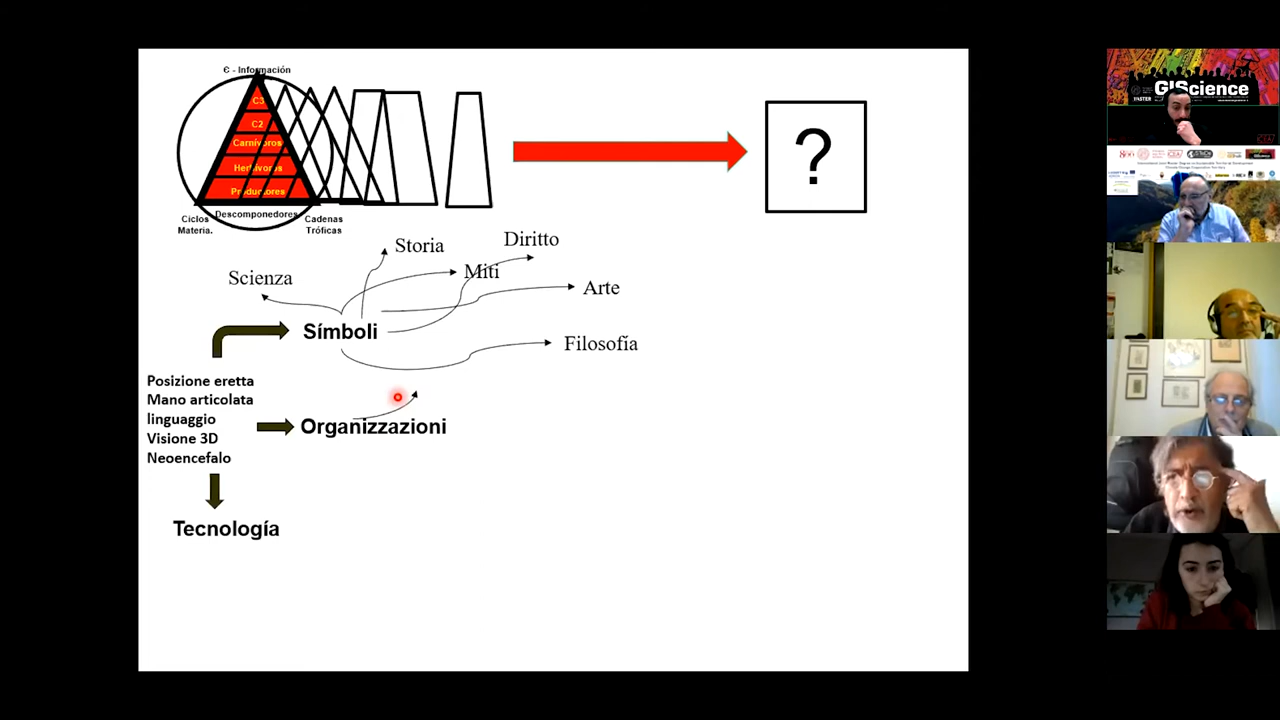 Є - Información
C3
C2
Carnívoros
Herbívoros
Productores
Descomponedores
Ciclos
Materia.
Cadenas
Tróficas
?
Storia
Diritto
Miti
Scienza
Arte
Símboli
Filosofía
Posizione eretta
Mano articolata
linguaggio
Visione 3D
Neoencefalo
Organizzazioni
Tecnología
GIScience